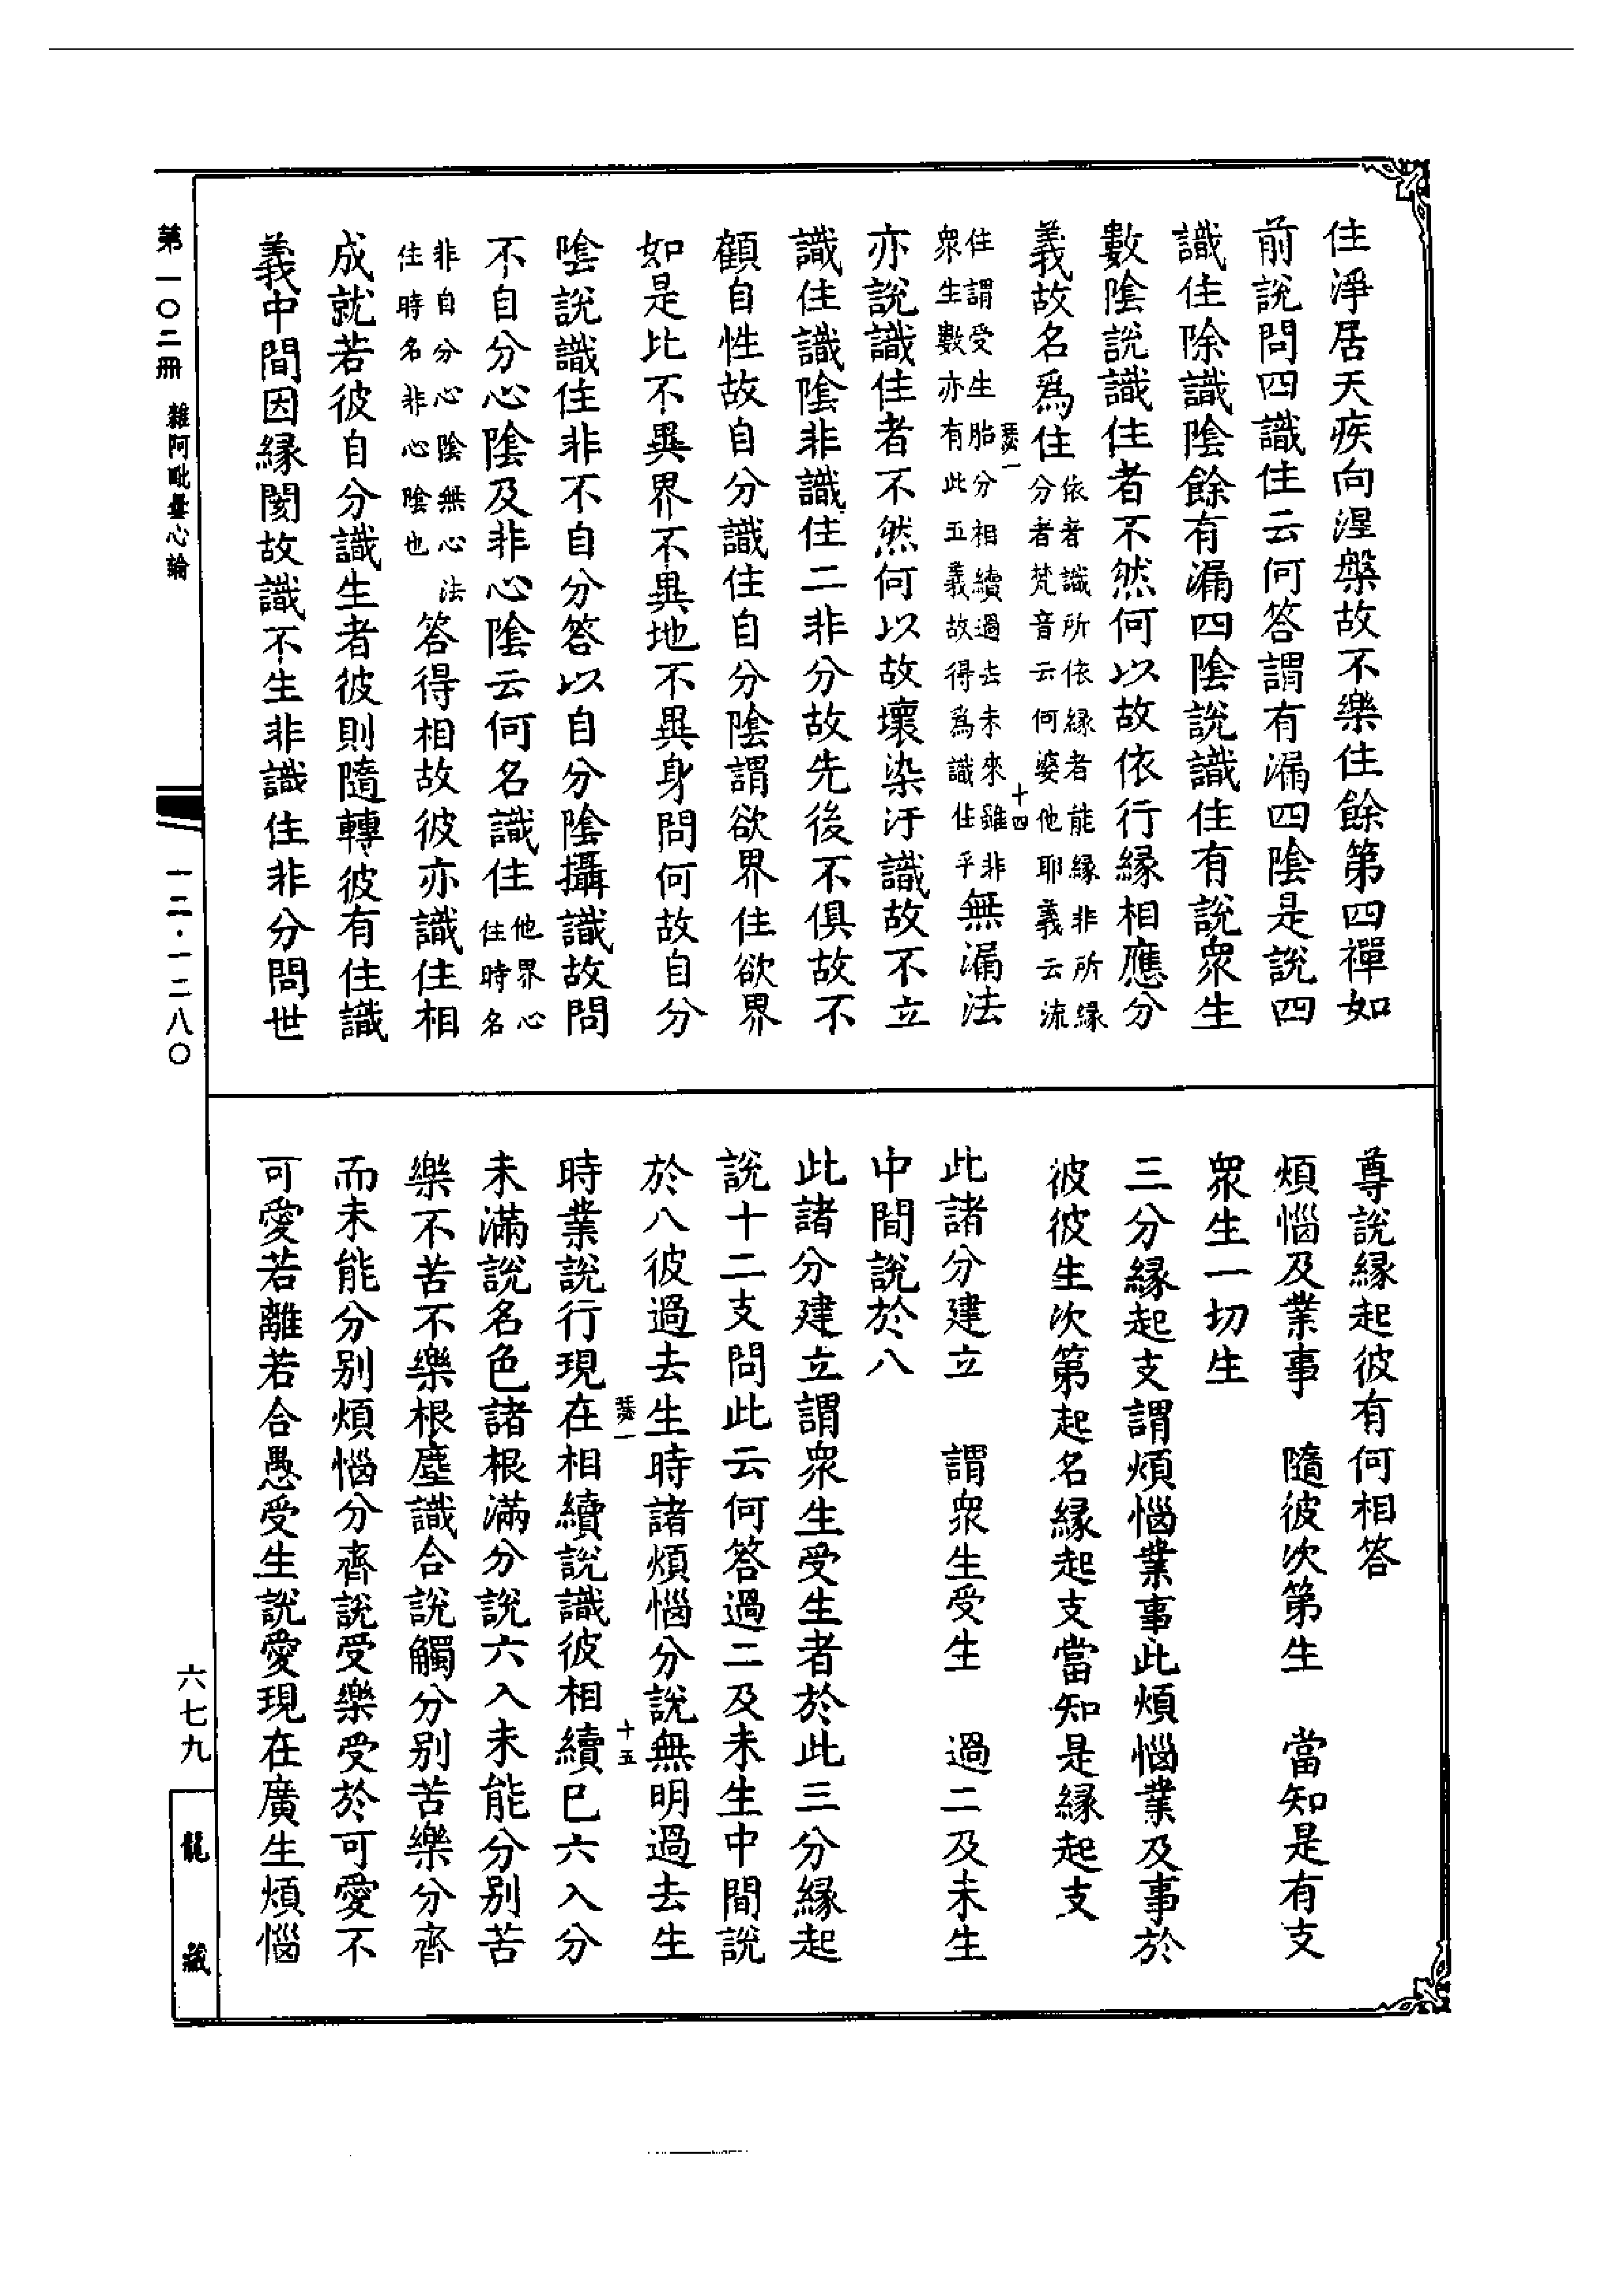 住淨居天疾向涅槃故不樂住餘第四禪如
前說問四識住云何答謂有漏四陰是說四
識住除識陰餘有漏四陰說識住有說衆生
數陰說識住者不然何以故依行緣相應分
義故名爲住依者識所依緣者能緣非所緣
分者梵音云何婆他耶義云流
住謂受生胎分相續過去未來雖非
衆生數亦有此五義故得爲識住乎無漏法
亦說識住者不然何以故壞染汙識故不立
識住識陰非識住二非分故先後不俱故不
顧自性故自分識住自分陰謂欲界住欲界
如是比不異界不異地不異身問何故自分
陰說識住非不自分答以自分陰攝識故問
不自分心陰及非心陰云何名識住他界心
住時名
非自分心陰無心法
住時名非心陰也答得相故彼亦識住相
成就若彼自分識生者彼則隨轉彼有住識
義中間因緣閡故識不生非識住非分問世
尊說緣起彼有何相答
煩惱及業事　隨彼次第生　當知是有支
衆生一切生
三分緣起支謂煩惱業事此煩惱業及事於
彼彼生次第起名緣起支當知是緣起支
此諸分建立　謂衆生受生　過二及未生
中間說於八
此諸分建立謂衆生受生者於此三分緣起
說十二支問此云何答過二及未生中間說
於八彼過去生時諸煩惱分說無明過去生
時業說行現在相續說識彼相續巳六入分
未滿說名色諸根滿分說六入未能分別苦
樂不苦不樂根塵識合說觸分別苦樂分齊
而未能分別煩惱分齊說受樂受於可愛不
可愛若離若合愚受生說愛現在廣生煩惱
十四
十五
第一〇二冊
雜阿毗曇心論
一二·一二八〇
六七九
龍藏